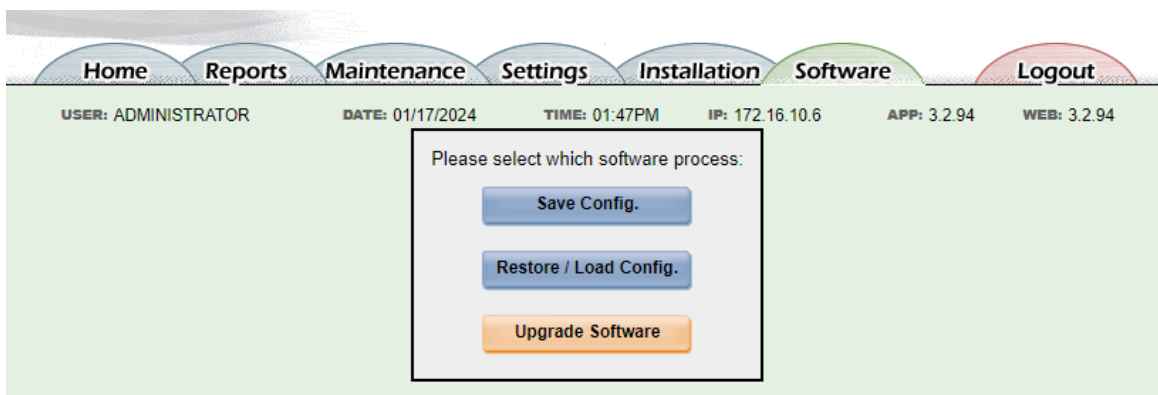 Home Reports Maintenance Settings Installation Software Logout
USER: ADMINISTRATOR DATE: 01/17/2024 TIME: 01:47PM IP: 172.16.10.6 APP: 3.2.94 WEB: 3.2.94
Please select which software process:
Save Config.
Restore / Load Config.
Upgrade Software